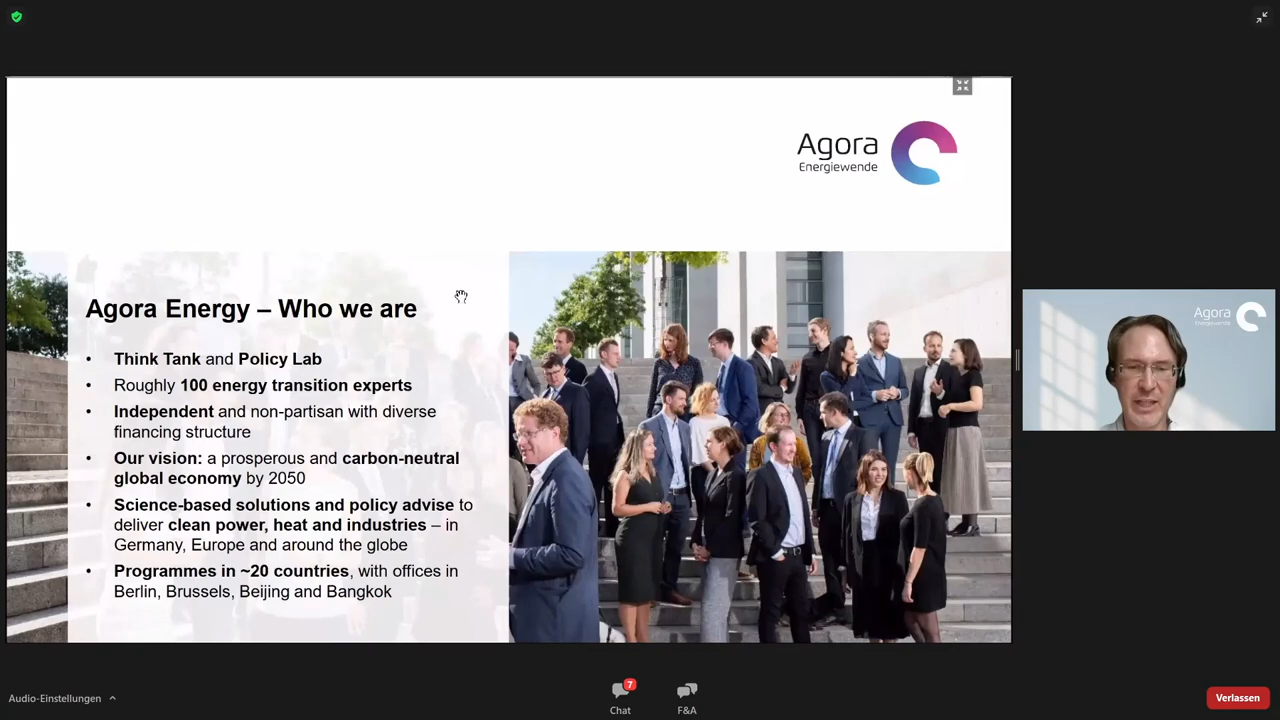 Agora
Energiewende
Agora Energy – Who we are
• Think Tank and Policy Lab
• Roughly 100 energy transition experts
• Independent and non-partisan with diverse
financing structure
• Our vision: a prosperous and carbon-neutral
global economy by 2050
• Science-based solutions and policy advise to
deliver clean power, heat and industries – in
Germany, Europe and around the globe
• Programmes in ~20 countries, with offices in
Berlin, Brussels, Beijing and Bangkok
Agora
Energiewende
Audio-Einstellungen
7
Chat
F&A
Verlassen